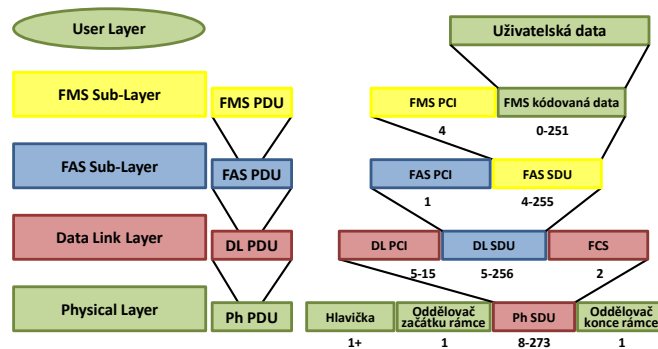 User Layer
Uživatelská data
FMS Sub-Layer
FMS PDU
FMS PCI
FMS kódovaná data
4
0-251
FAS Sub-Layer
FAS PDU
FAS PCI
FAS SDU
1
4-255
Data Link Layer
DL PDU
DL PCI
DL SDU
FCS
5-15
5-256
2
Physical Layer
Ph PDU
Hlavička
Oddělovač
začátku rámce
Ph SDU
Oddělovač
konce rámce
1+
1
8-273
1